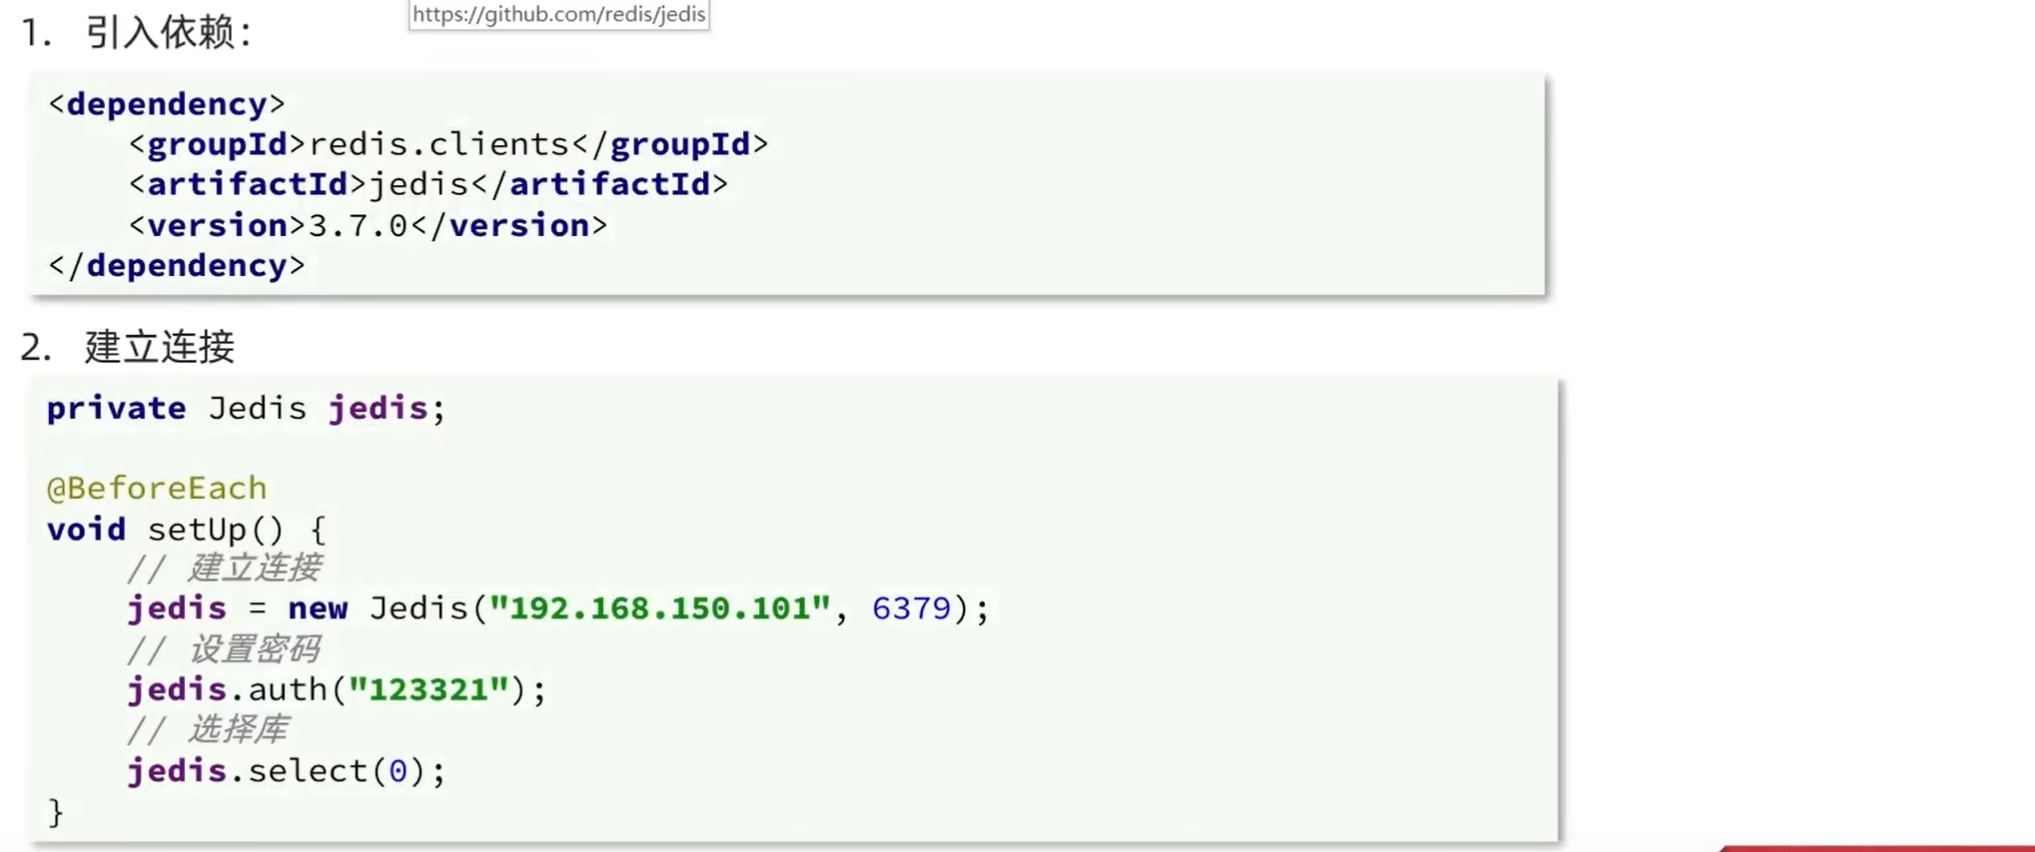 https://github.com/redis/jedis
1. 引入依赖：
<dependency>
    <groupId>redis.clients</groupId>
    <artifactId>jedis</artifactId>
    <version>3.7.0</version>
</dependency>
2. 建立连接
private Jedis jedis;
@BeforeEach
void setUp() {
    // 建立连接
    jedis = new Jedis("192.168.150.101", 6379);
    // 设置密码
    jedis.auth("123321");
    // 选择库
    jedis.select(0);
}